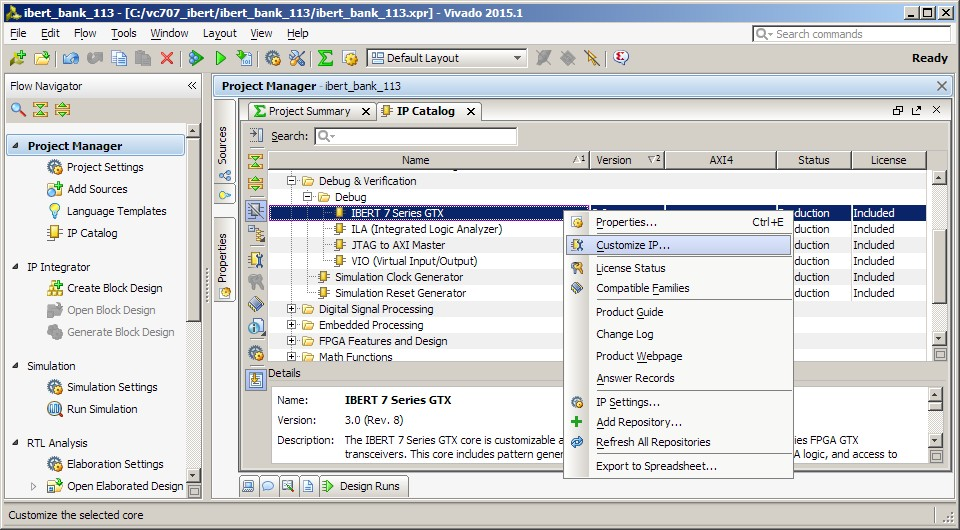 ibert_bank_113 - [C:/vc707_ibert/ibert_bank_113/ibert_bank_113.xpr] - Vivado 2015.1
File Edit Flow Tools Window Layout View Help
Search commands
Default Layout
Ready
Flow Navigator
Project Manager
Project Settings
Add Sources
Language Templates
IP Catalog
IP Integrator
Create Block Design
Open Block Design
Generate Block Design
Simulation
Simulation Settings
Run Simulation
RTL Analysis
Elaboration Settings
Open Elaborated Design
Project Manager - ibert_bank_113
Sources
Properties
Project Summary
IP Catalog
Search:
Name 1 Version 2 AXI4 Status License
Debug & Verification
Debug
IBERT 7 Series GTX duction Included
ILA (Integrated Logic Analyzer) duction Included
JTAG to AXI Master duction Included
VIO (Virtual Input/Output) duction Included
Simulation Clock Generator duction Included
Simulation Reset Generator duction Included
Digital Signal Processing
Embedded Processing
FPGA Features and Design
Math Functions
Properties... Ctrl+E
Customize IP...
License Status
Compatible Families
Product Guide
Change Log
Product Webpage
Answer Records
IP Settings...
Add Repository...
Refresh All Repositories
Export to Spreadsheet...
Details
Name: IBERT 7 Series GTX
Version: 3.0 (Rev. 8)
Description: The IBERT 7 Series GTX core is customizable a ies FPGA GTX
transceivers. This core includes pattern gene A logic, and access to
Design Runs
Customize the selected core